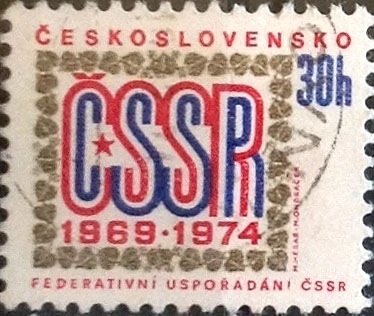 ČESKOSLOVENSKO
30h
ČSSR
1969·1974
FEDERATIVNÍ USPOŘÁDÁNÍ ČSSR